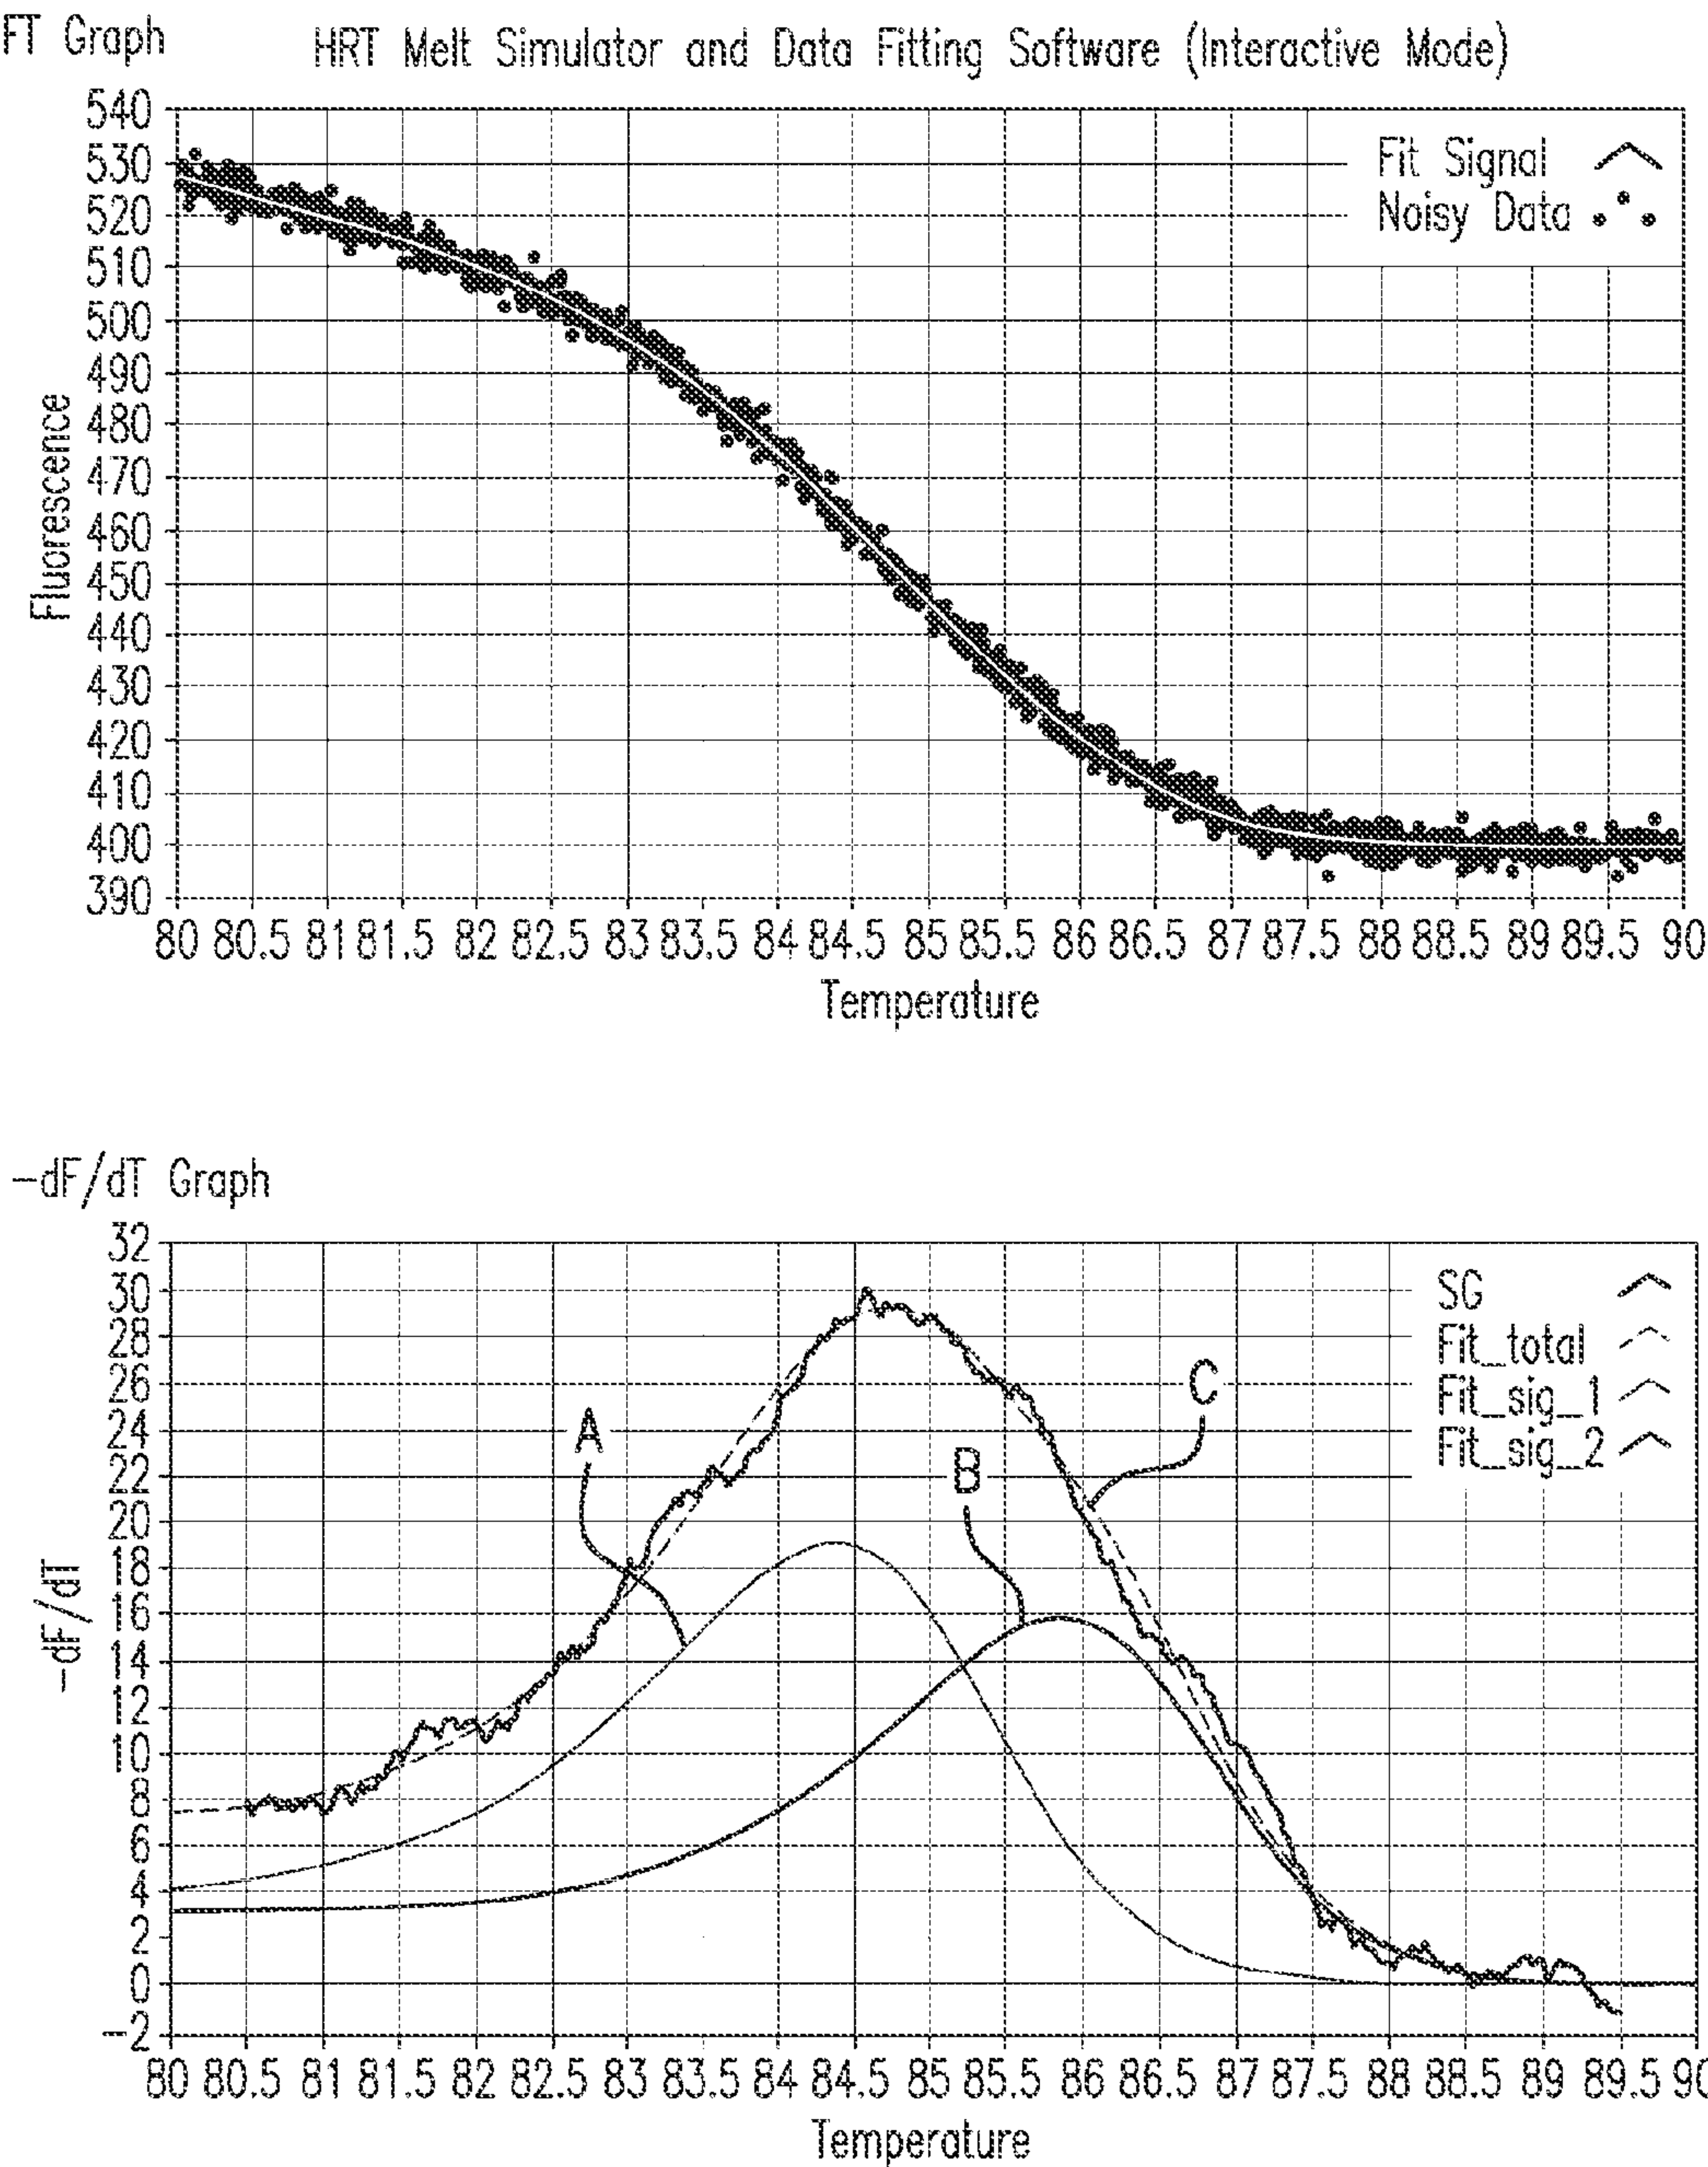 FT Graph
HRT Melt Simulator and Data Fitting Software (Interactive Mode)
540
530
520
510
500
490
480
470
460
450
440
430
420
410
400
390
Fluorescence
Fit Signal
Noisy Data
80 80.5 81 81.5 82 82.5 83 83.5 84 84.5 85 85.5 86 86.5 87 87.5 88 88.5 89 89.5 90
Temperature
-dF/dT Graph
32
30
28
26
24
22
20
18
16
14
12
10
8
6
4
2
0
-2
-dF/dT
SG
Fit_total
Fit_sig_1
Fit_sig_2
A
B
C
80 80.5 81 81.5 82 82.5 83 83.5 84 84.5 85 85.5 86 86.5 87 87.5 88 88.5 89 89.5 90
Temperature